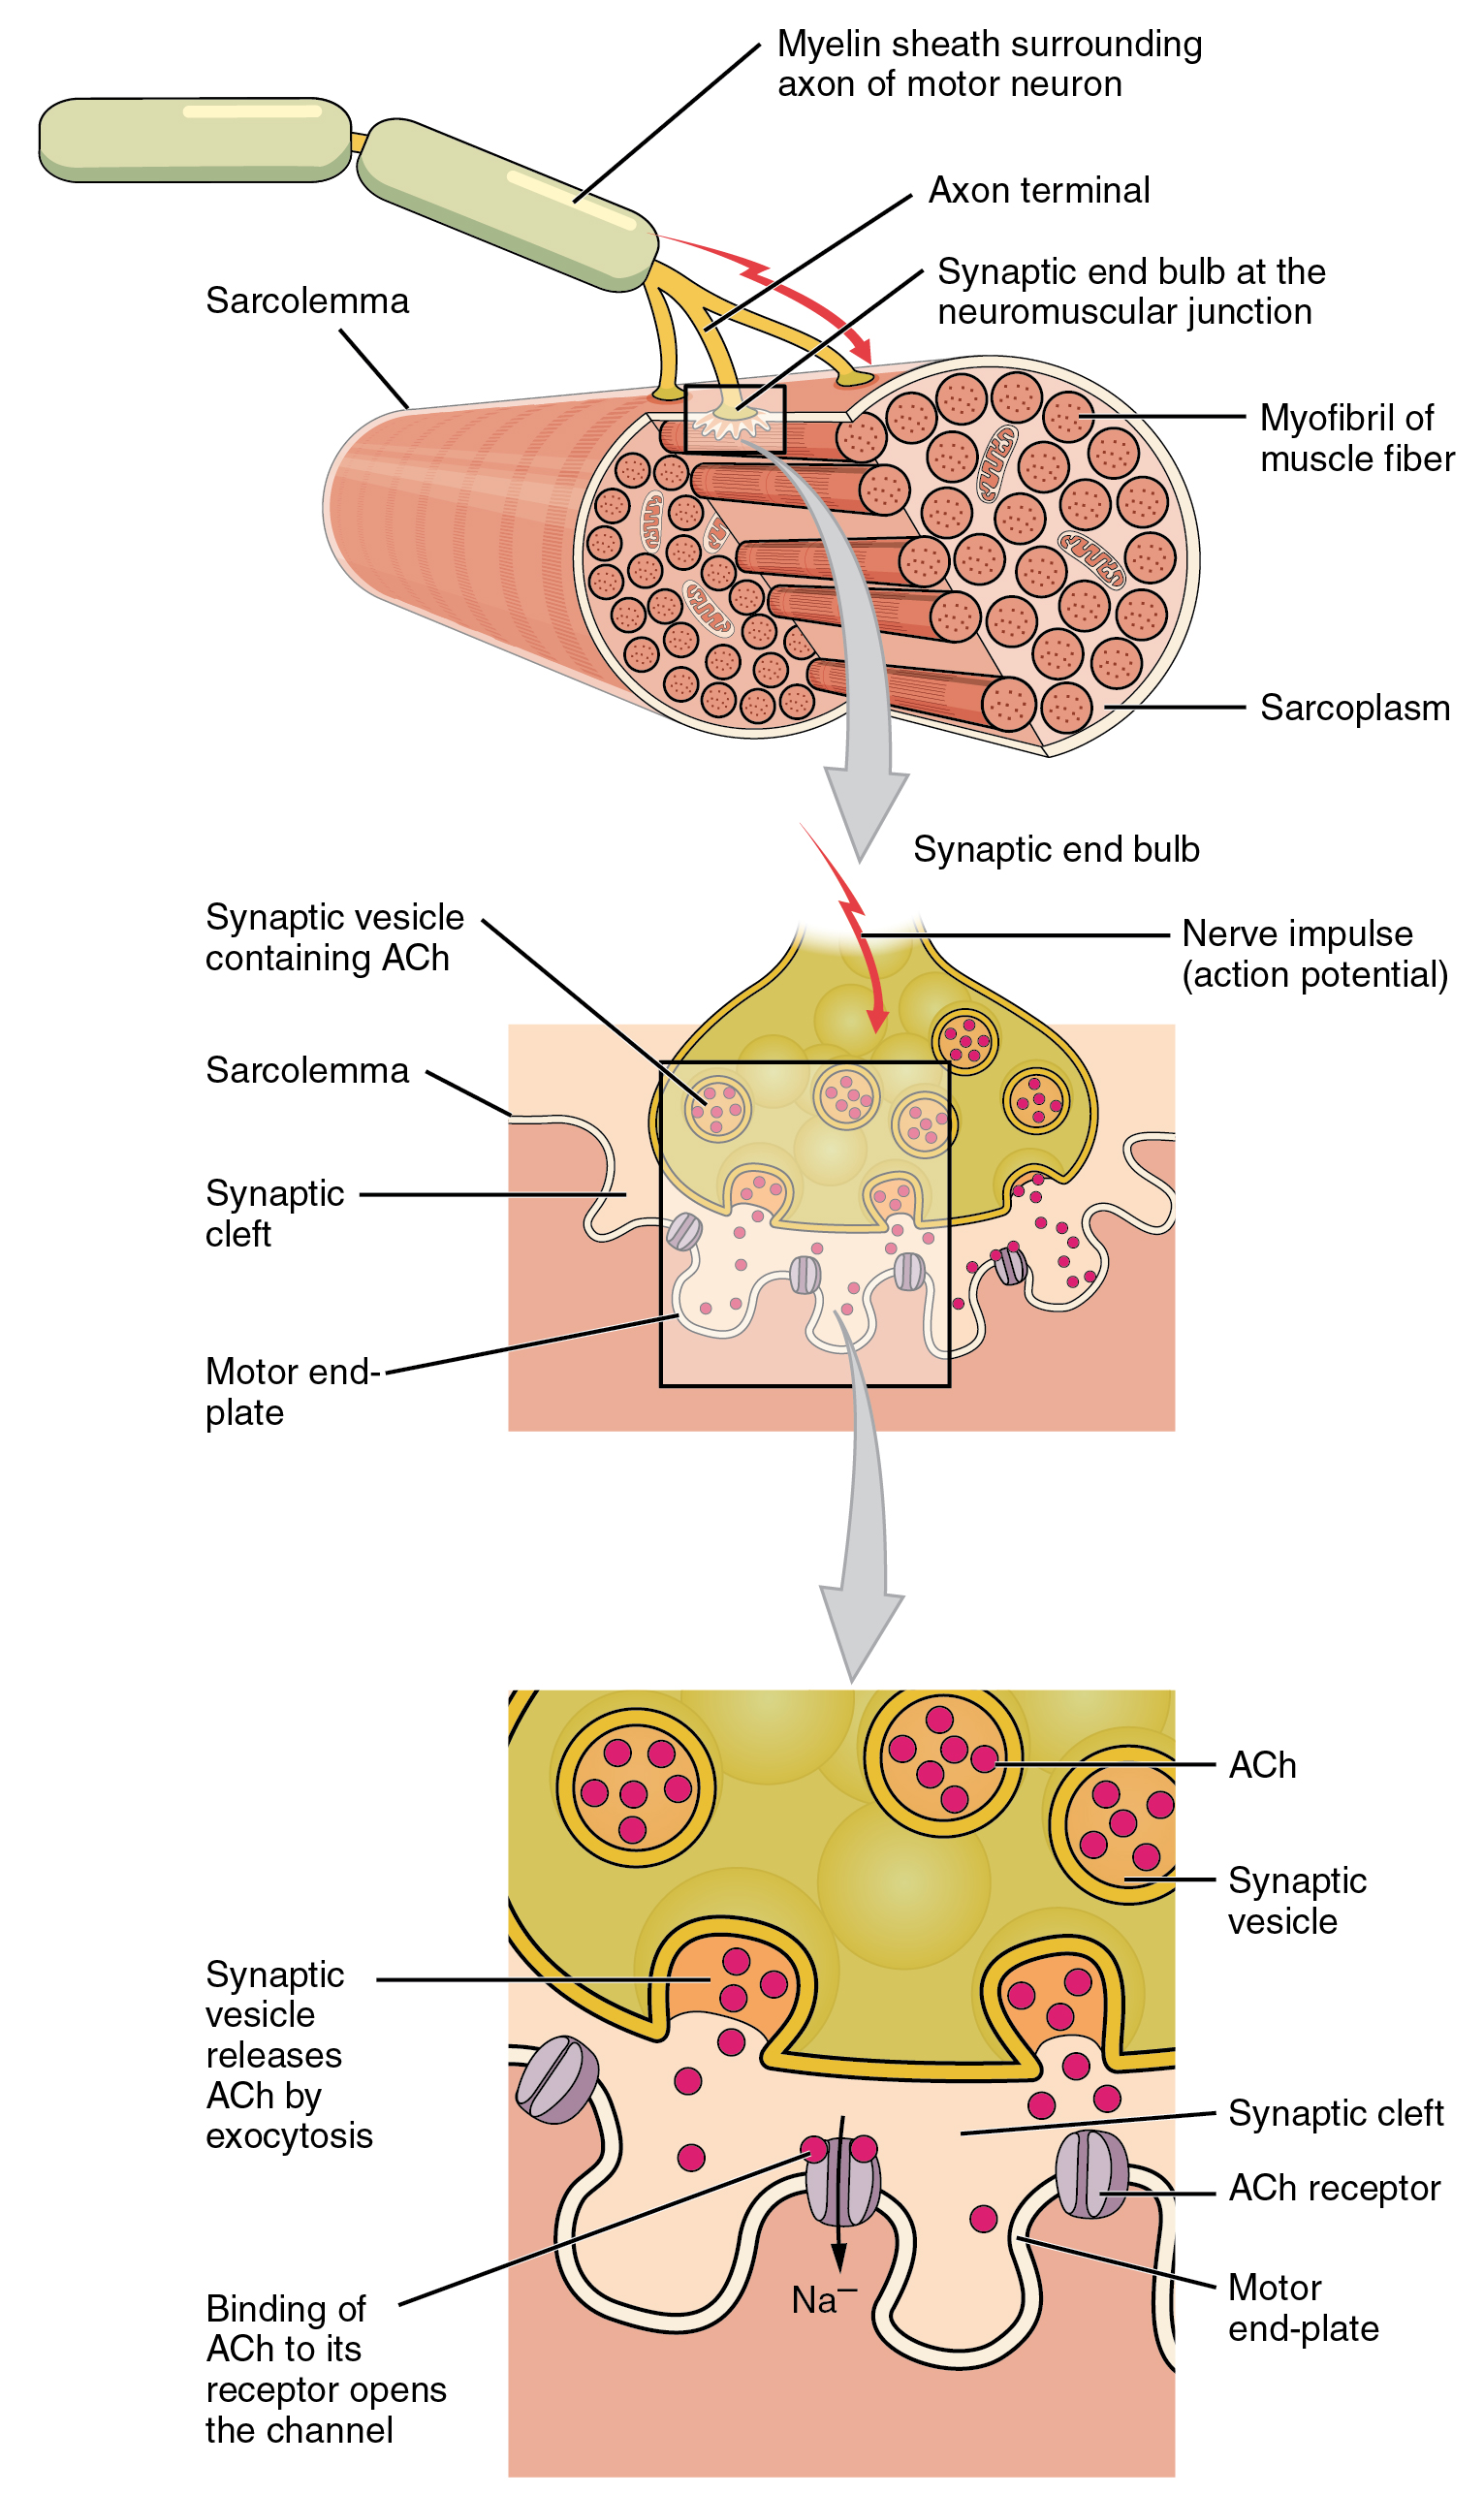 Myelin sheath surrounding
axon of motor neuron
Axon terminal
Synaptic end bulb at the
neuromuscular junction
Sarcolemma
Myofibril of
muscle fiber
Sarcoplasm
Synaptic end bulb
Synaptic vesicle
containing ACh
Nerve impulse
(action potential)
Sarcolemma
Synaptic
cleft
Motor end-
plate
ACh
Synaptic
vesicle
Synaptic
vesicle
releases
ACh by
exocytosis
Synaptic cleft
ACh receptor
Motor
end-plate
Na–
Binding of
ACh to its
receptor opens
the channel